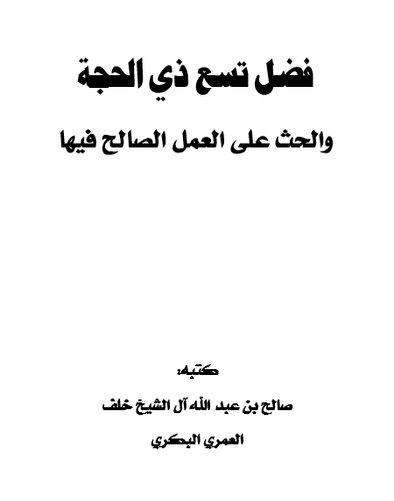 فضل تسع ذي الحجة
والحث على العمل الصالح فيها
كتبه:
صالح بن عبد الله آل الشيخ خلف
العمري البكري